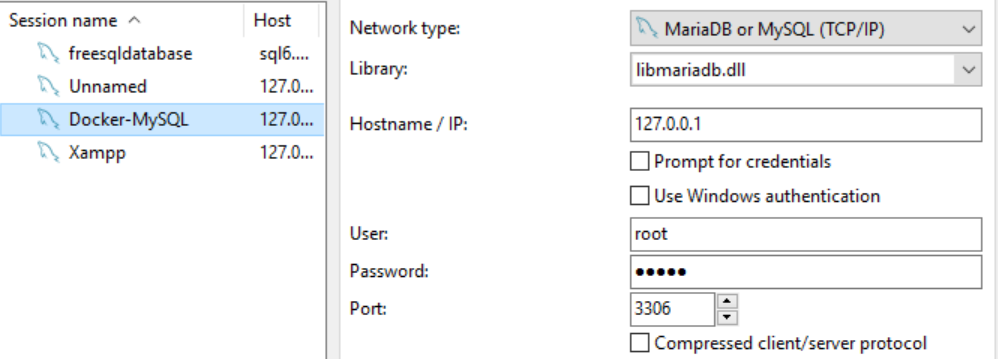 Session name Host
freesqldatabase sql6....
Unnamed 127.0...
Docker-MySQL 127.0...
Xampp 127.0...
Network type: MariaDB or MySQL (TCP/IP)
Library: libmariadb.dll
Hostname / IP: 127.0.0.1
Prompt for credentials
Use Windows authentication
User: root
Password: •••••
Port: 3306
Compressed client/server protocol